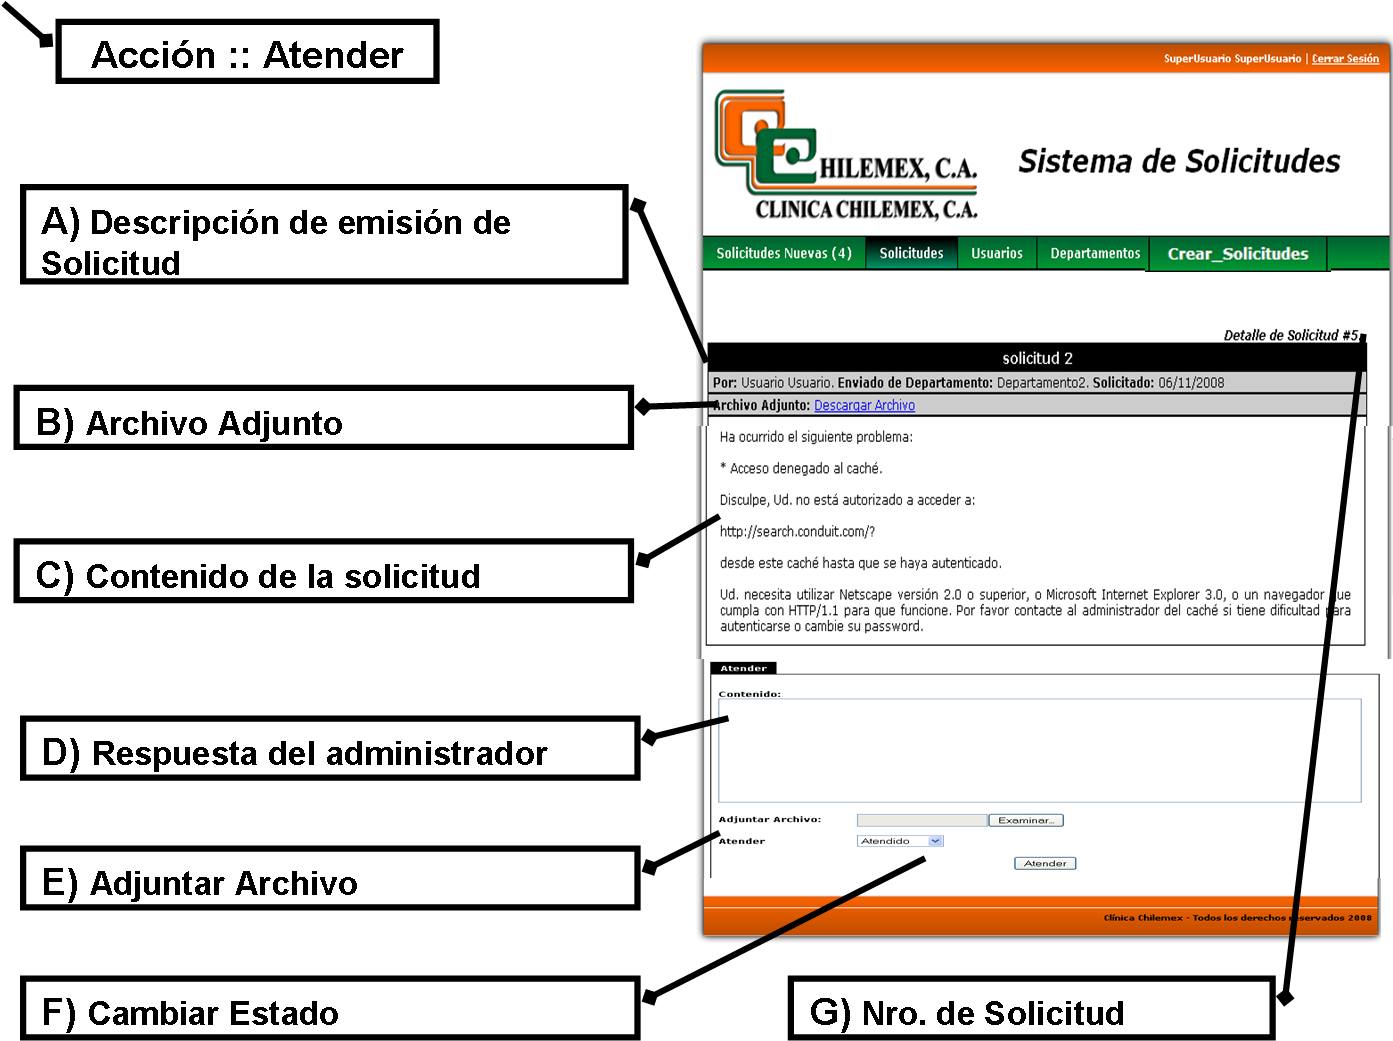 Acción :: Atender
SuperUsuario SuperUsuario | Cerrar Sesión
HILEMEX, C.A.
CLINICA CHILEMEX, C.A.
Sistema de Solicitudes
A) Descripción de emisión de
Solicitud
Solicitudes Nuevas (4) Solicitudes Usuarios Departamentos Crear_Solicitudes
Detalle de Solicitud #5
solicitud 2
Por: Usuario Usuario. Enviado de Departamento: Departamento2. Solicitado: 06/11/2008
Archivo Adjunto: Descargar Archivo
B) Archivo Adjunto
Ha ocurrido el siguiente problema:
* Acceso denegado al caché.
Disculpe, Ud. no está autorizado a acceder a:
http://search.conduit.com/?
desde este caché hasta que se haya autenticado.
Ud. necesita utilizar Netscape versión 2.0 o superior, o Microsoft Internet Explorer 3.0, o un navegador que
cumpla con HTTP/1.1 para que funcione. Por favor contacte al administrador del caché si tiene dificultad para
autenticarse o cambie su password.
C) Contenido de la solicitud
Atender
Contenido:
D) Respuesta del administrador
Adjuntar Archivo: Examinar...
Atender Atendido
Atender
E) Adjuntar Archivo
Clínica Chilemex - Todos los derechos reservados 2008
F) Cambiar Estado
G) Nro. de Solicitud